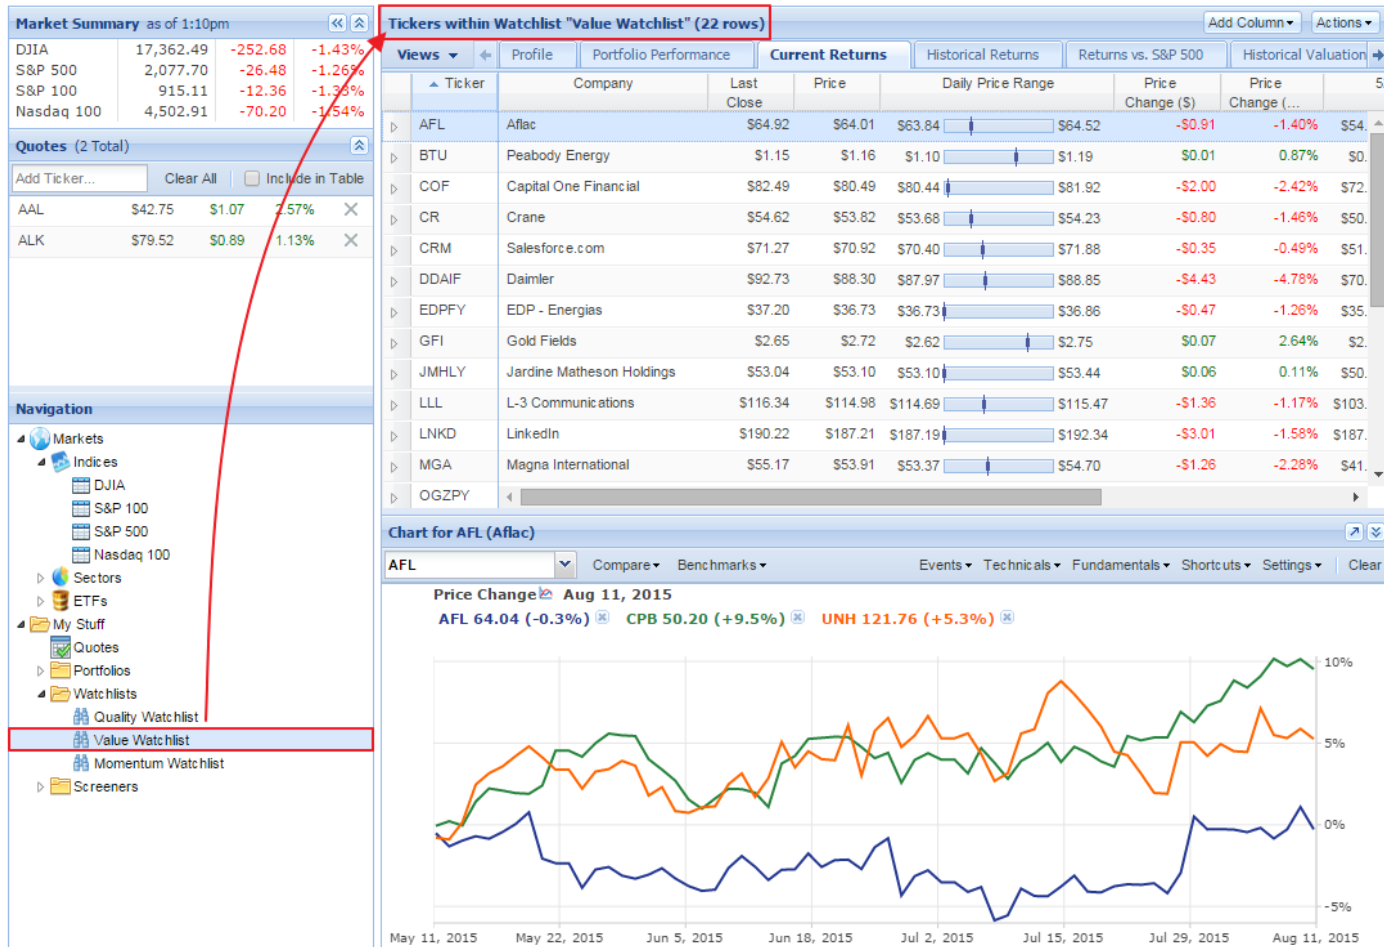 Market Summary as of 1:10pm
DJIA 17,362.49 -252.68 -1.43%
S&P 500 2,077.70 -26.48 -1.26%
S&P 100 915.11 -12.36 -1.33%
Nasdaq 100 4,502.91 -70.20 -1.54%
Quotes (2 Total)
Add Ticker... Clear All Include in Table
AAL $42.75 $1.07 2.57%
ALK $79.52 $0.89 1.13%
Navigation
Markets
Indices
DJIA
S&P 100
S&P 500
Nasdaq 100
Sectors
ETFs
My Stuff
Quotes
Portfolios
Watchlists
Quality Watchlist
Value Watchlist
Momentum Watchlist
Screeners
Tickers within Watchlist "Value Watchlist" (22 rows) Add Column Actions
Views Profile Portfolio Performance Current Returns Historical Returns Returns vs. S&P 500 Historical Valuation
Ticker Company Last Price Daily Price Range Price Price 5
Close Change ($) Change (...
AFL Aflac $64.92 $64.01 $63.84 $64.52 -$0.91 -1.40% $54.
BTU Peabody Energy $1.15 $1.16 $1.10 $1.19 $0.01 0.87% $0.
COF Capital One Financial $82.49 $80.49 $80.44 $81.92 -$2.00 -2.42% $72.
CR Crane $54.62 $53.82 $53.68 $54.23 -$0.80 -1.46% $50.
CRM Salesforce.com $71.27 $70.92 $70.40 $71.88 -$0.35 -0.49% $51.
DDAIF Daimler $92.73 $88.30 $87.97 $88.85 -$4.43 -4.78% $70.
EDPFY EDP - Energias $37.20 $36.73 $36.73 $36.86 -$0.47 -1.26% $35.
GFI Gold Fields $2.65 $2.72 $2.62 $2.75 $0.07 2.64% $2.
JMHLY Jardine Matheson Holdings $53.04 $53.10 $53.10 $53.44 $0.06 0.11% $50.
LLL L-3 Communications $116.34 $114.98 $114.69 $115.47 -$1.36 -1.17% $103.
LNKD LinkedIn $190.22 $187.21 $187.19 $192.34 -$3.01 -1.58% $187.
MGA Magna International $55.17 $53.91 $53.37 $54.70 -$1.26 -2.28% $41.
OGZPY
Chart for AFL (Aflac)
AFL Compare Benchmarks Events Technicals Fundamentals Shortcuts Settings Clear
Price Change Aug 11, 2015
AFL 64.04 (-0.3%) CPB 50.20 (+9.5%) UNH 121.76 (+5.3%)
10%
5%
0%
-5%
May 11, 2015 May 22, 2015 Jun 5, 2015 Jun 18, 2015 Jul 2, 2015 Jul 15, 2015 Jul 29, 2015 Aug 11, 2015